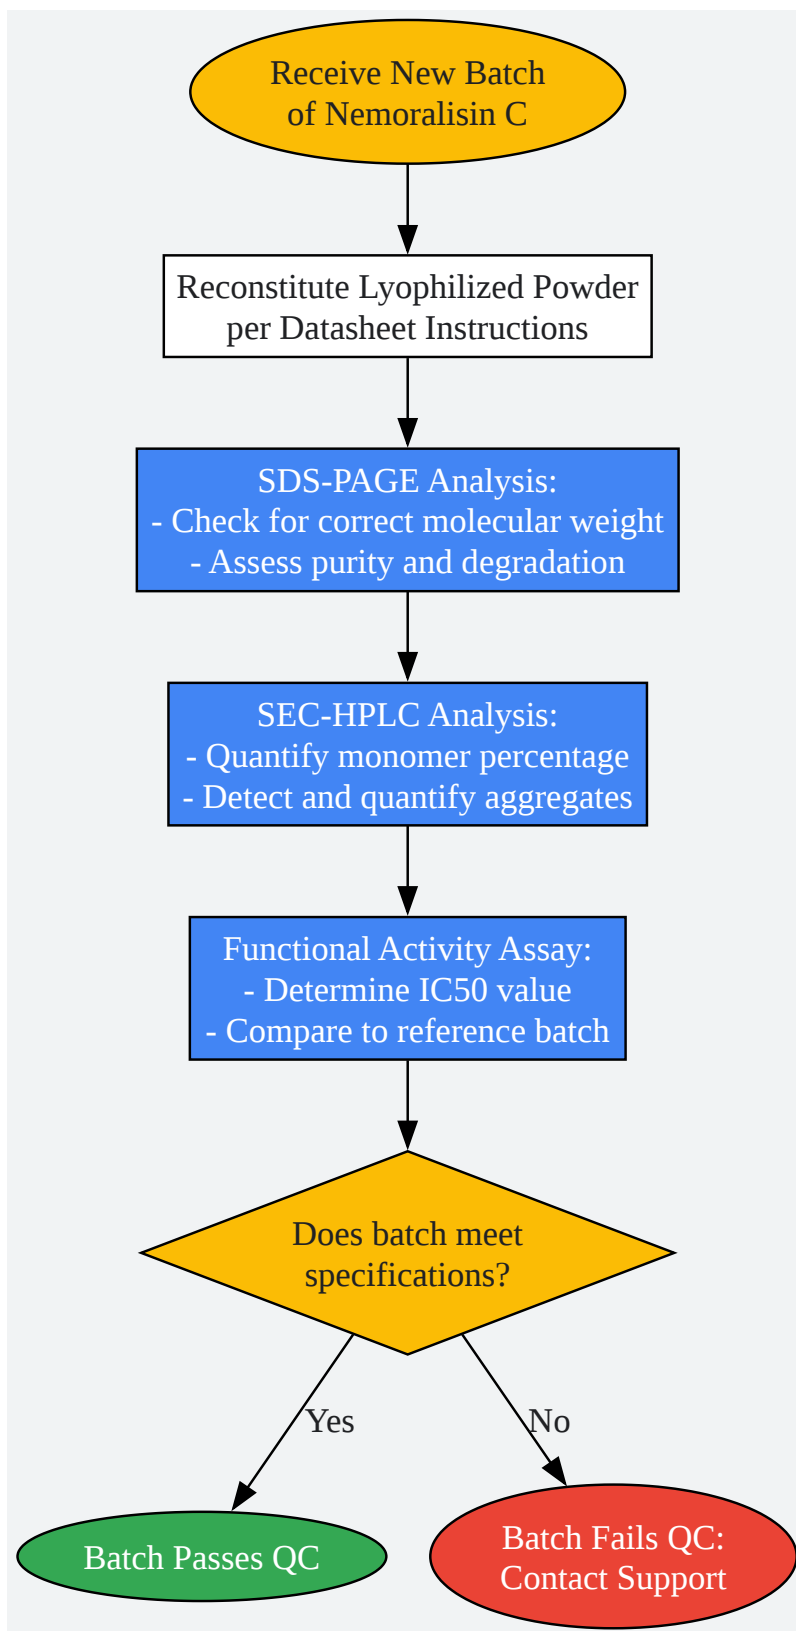 Receive New Batch
of Nemoralisin C
Reconstitute Lyophilized Powder
per Datasheet Instructions
SDS-PAGE Analysis:
- Check for correct molecular weight
- Assess purity and degradation
SEC-HPLC Analysis:
- Quantify monomer percentage
- Detect and quantify aggregates
Functional Activity Assay:
- Determine IC50 value
- Compare to reference batch
Does batch meet
specifications?
Yes
No
Batch Passes QC
Batch Fails QC:
Contact Support